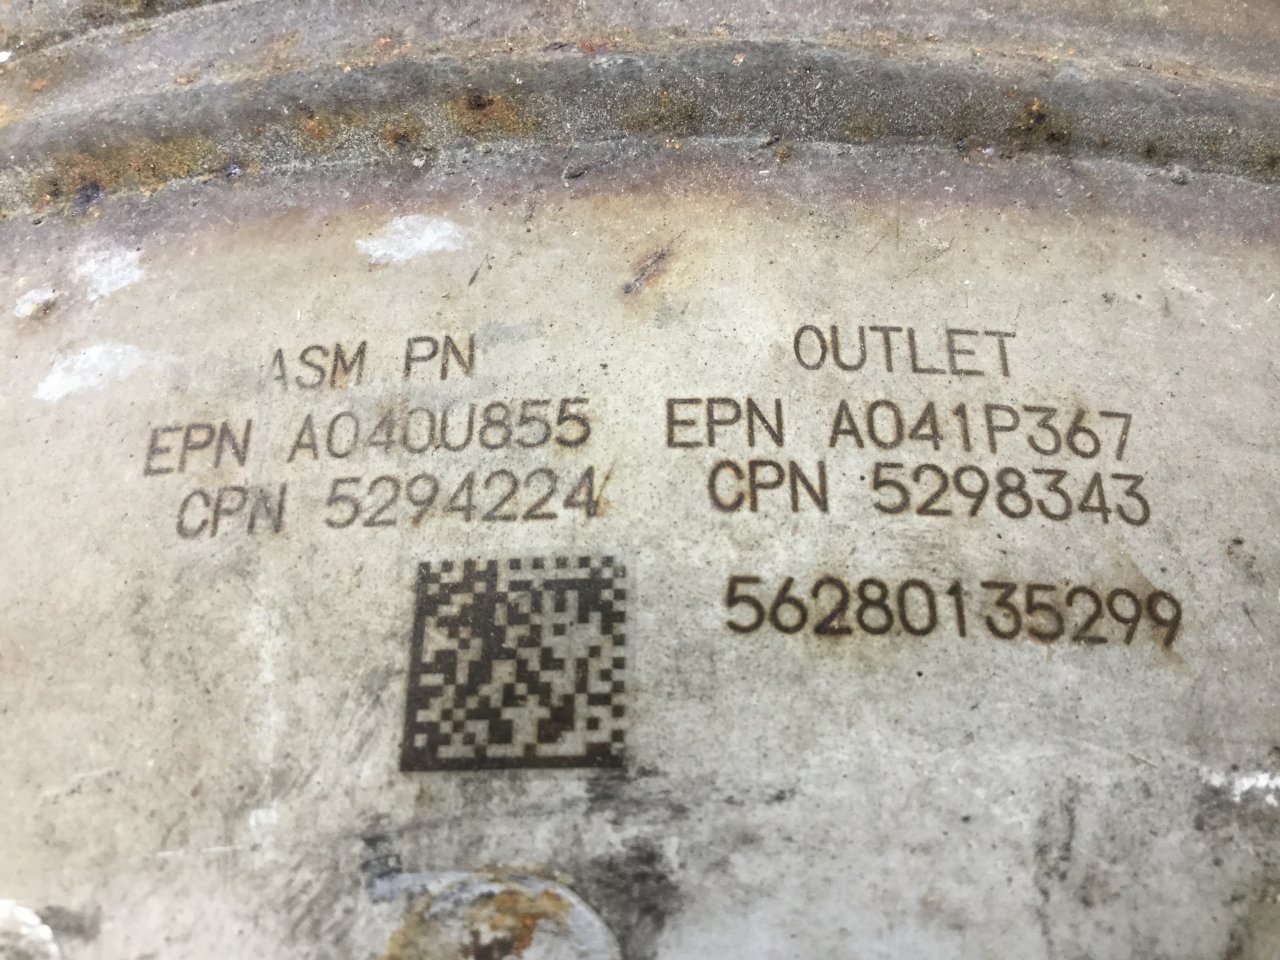 ASM PN
EPN A040U855
CPN 5294224
OUTLET
EPN A041P367
CPN 5298343
56280135299